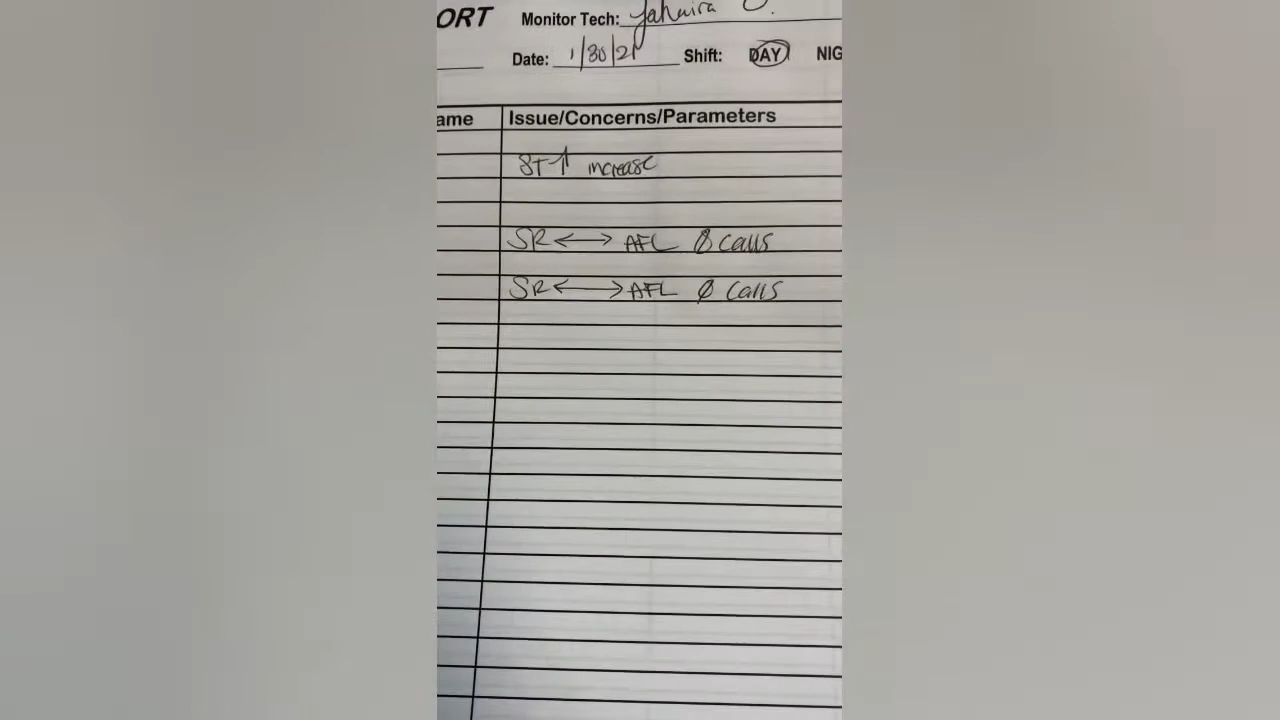 ORT Monitor Tech: Yahaira O.
Date: 1/30/21 Shift: DAY NIG
ame Issue/Concerns/Parameters
ST↑ increase
SR ⟷ AFL Ø calls
SR ⟷ AFL Ø calls